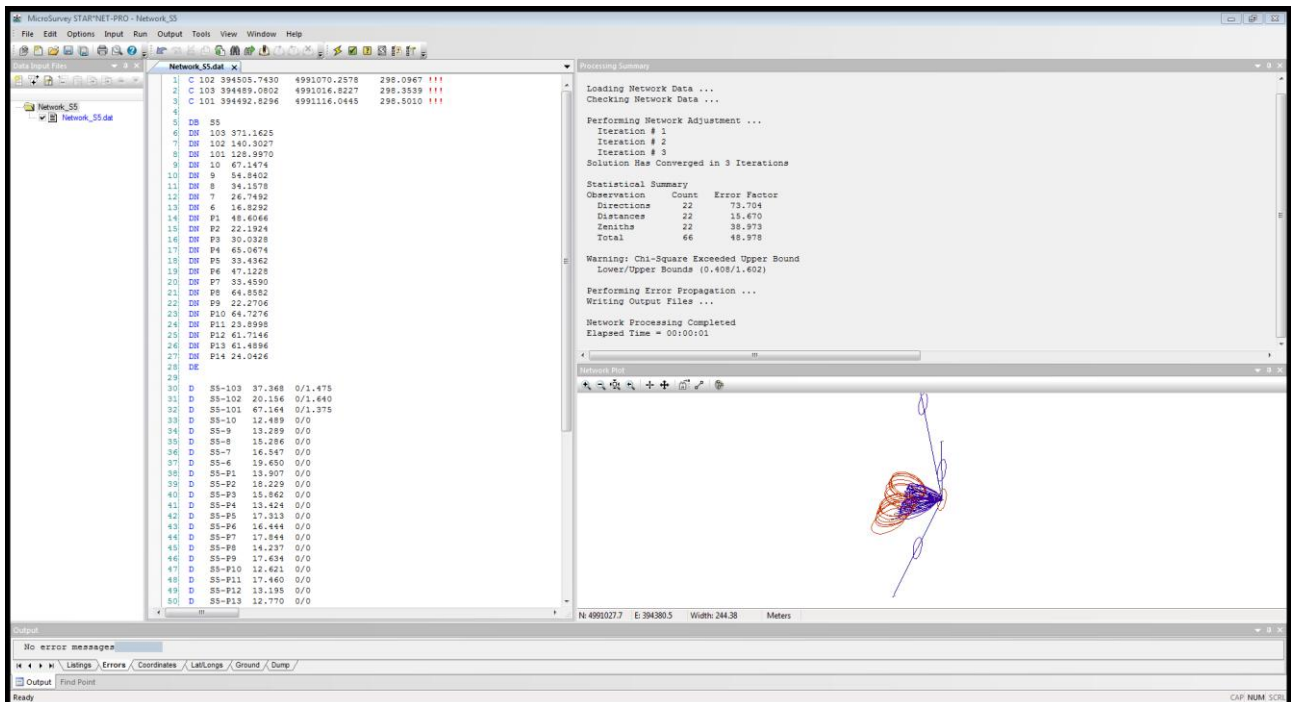 MicroSurvey STAR*NET-PRO - Network_S5
File Edit Options Input Run Output Tools View Window Help
Data Input Files
Network_S5
Network_S5.dat
Network_S5.dat x
1 C 102 394505.7430 4991070.2578 298.0967 !!!
2 C 103 394489.0802 4991016.8227 298.3539 !!!
3 C 101 394492.8296 4991116.0445 298.5010 !!!
4
5 DB S5
6 DN 103 371.1625
7 DN 102 140.3027
8 DN 101 128.9970
9 DN 10 67.1474
10 DN 9 54.8402
11 DN 8 34.1578
12 DN 7 26.7492
13 DN 6 16.8292
14 DN P1 48.6066
15 DN P2 22.1924
16 DN P3 30.0328
17 DN P4 65.0674
18 DN P5 33.4362
19 DN P6 47.1228
20 DN P7 33.4590
21 DN P8 64.8582
22 DN P9 22.2706
23 DN P10 64.7276
24 DN P11 23.8998
25 DN P12 61.7146
26 DN P13 61.4896
27 DN P14 24.0426
28 DE
29
30 D S5-103 37.368 0/1.475
31 D S5-102 20.156 0/1.640
32 D S5-101 67.164 0/1.375
33 D S5-10 12.489 0/0
34 D S5-9 13.289 0/0
35 D S5-8 15.286 0/0
36 D S5-7 16.547 0/0
37 D S5-6 19.650 0/0
38 D S5-P1 13.907 0/0
39 D S5-P2 18.229 0/0
40 D S5-P3 15.862 0/0
41 D S5-P4 13.424 0/0
42 D S5-P5 17.313 0/0
43 D S5-P6 16.444 0/0
44 D S5-P7 17.844 0/0
45 D S5-P8 14.237 0/0
46 D S5-P9 17.634 0/0
47 D S5-P10 12.621 0/0
48 D S5-P11 17.460 0/0
49 D S5-P12 13.195 0/0
50 D S5-P13 12.770 0/0
Processing Summary
Loading Network Data ...
Checking Network Data ...
Performing Network Adjustment ...
Iteration # 1
Iteration # 2
Iteration # 3
Solution Has Converged in 3 Iterations
Statistical Summary
Observation Count Error Factor
Directions 22 73.704
Distances 22 15.670
Zeniths 22 38.973
Total 66 48.978
Warning: Chi-Square Exceeded Upper Bound
Lower/Upper Bounds (0.408/1.602)
Performing Error Propagation ...
Writing Output Files ...
Network Processing Completed
Elapsed Time = 00:00:01
Network Plot
N: 4991027.7 E: 394380.5 Width: 244.38 Meters
Output
No error messages
Listings Errors Coordinates Lat/Longs Ground Dump
Output Find Point
Ready
CAP NUM SCRL